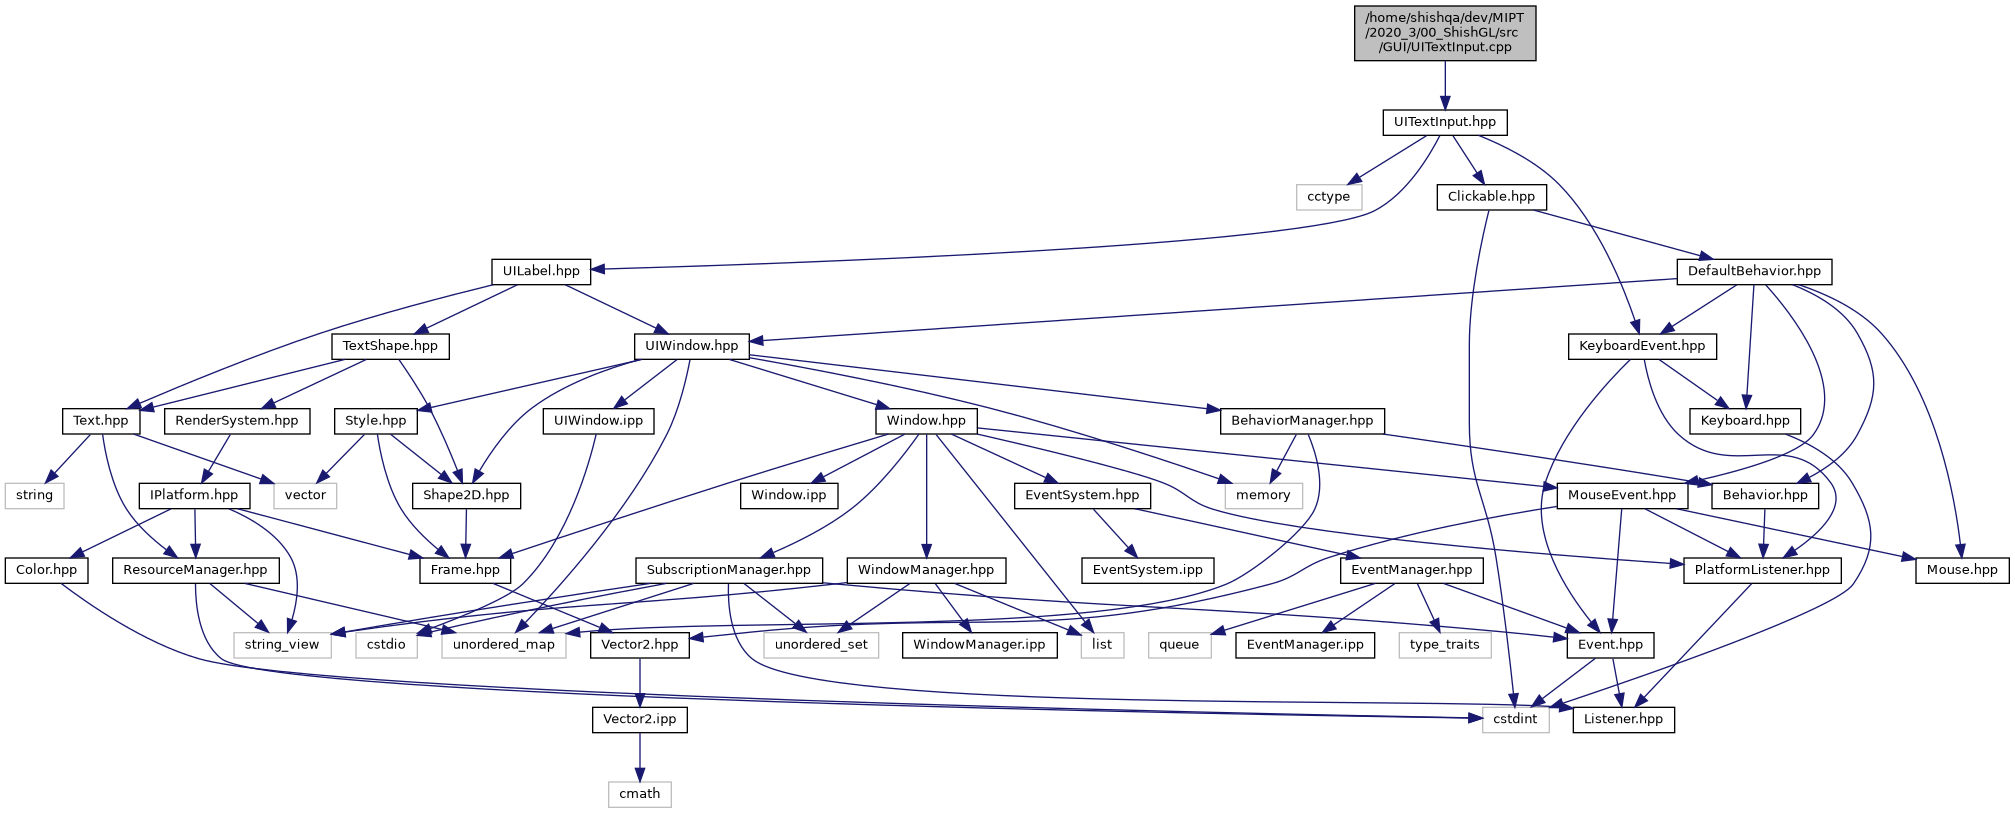 /home/shishqa/dev/MIPT
/2020_3/00_ShishGL/src
/GUI/UITextInput.cpp
UITextInput.hpp
cctype
Clickable.hpp
UILabel.hpp
DefaultBehavior.hpp
TextShape.hpp
UIWindow.hpp
KeyboardEvent.hpp
Text.hpp
RenderSystem.hpp
Style.hpp
UIWindow.ipp
Window.hpp
BehaviorManager.hpp
Keyboard.hpp
string
IPlatform.hpp
vector
Shape2D.hpp
Window.ipp
EventSystem.hpp
memory
MouseEvent.hpp
Behavior.hpp
Color.hpp
ResourceManager.hpp
Frame.hpp
SubscriptionManager.hpp
WindowManager.hpp
EventSystem.ipp
EventManager.hpp
PlatformListener.hpp
Mouse.hpp
string_view
cstdio
unordered_map
Vector2.hpp
unordered_set
WindowManager.ipp
list
queue
EventManager.ipp
type_traits
Event.hpp
Vector2.ipp
cstdint
Listener.hpp
cmath